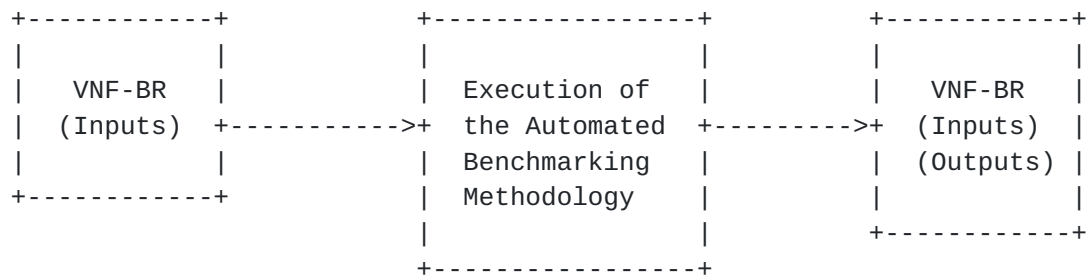 VNF-BR
(Inputs)
Execution of
the Automated
Benchmarking
Methodology
VNF-BR
(Inputs)
(Outputs)